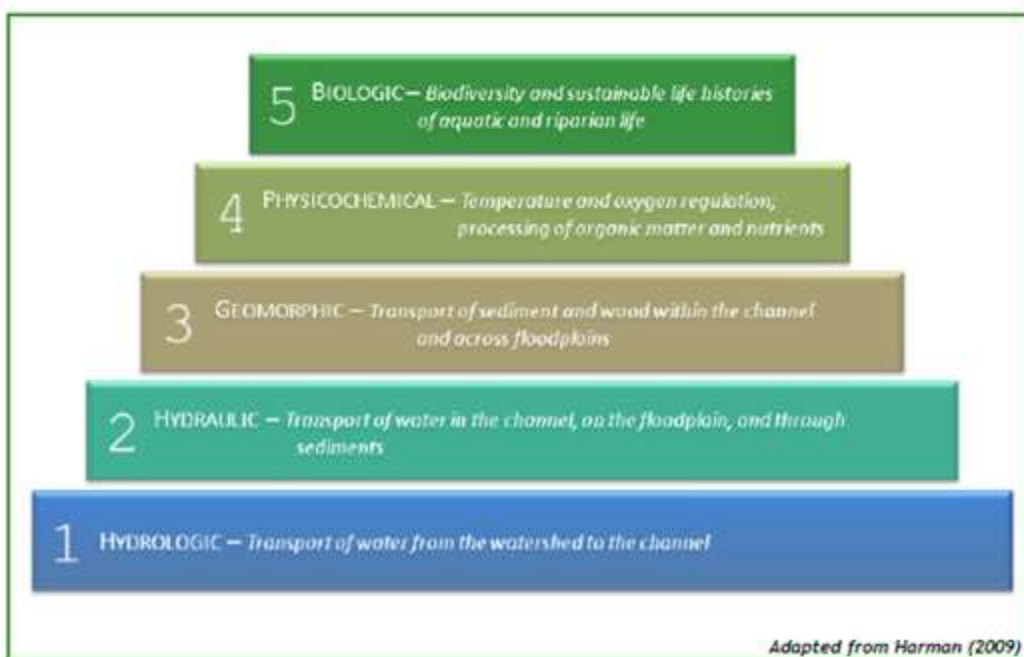 5 BIOLOGIC – Biodiversity and sustainable life histories
of aquatic and riparian life
4 PHYSICOCHEMICAL – Temperature and oxygen regulation,
processing of organic matter and nutrients
3 GEOMORPHIC – Transport of sediment and wood within the channel
and across floodplains
2 HYDRAULIC – Transport of water in the channel, on the floodplain, and through
sediments
1 HYDROLOGIC – Transport of water from the watershed to the channel
Adapted from Harman (2009)